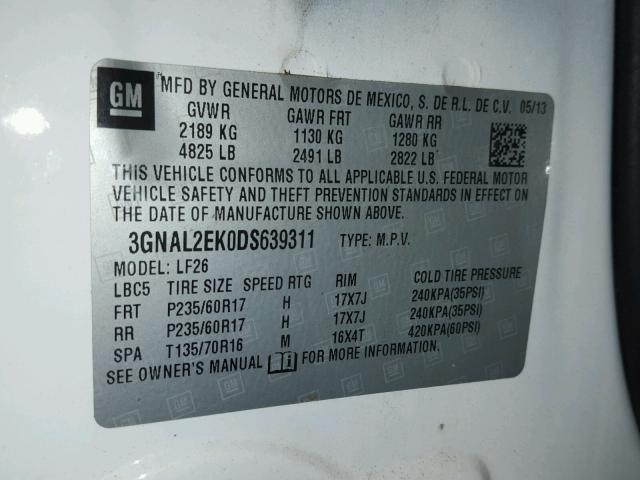 GM
MFD BY GENERAL MOTORS DE MEXICO, S. DE R.L. DE C.V. 05/13
GVWR GAWR FRT GAWR RR
2189 KG 1130 KG 1280 KG
4825 LB 2491 LB 2822 LB
THIS VEHICLE CONFORMS TO ALL APPLICABLE U.S. FEDERAL MOTOR
VEHICLE SAFETY AND THEFT PREVENTION STANDARDS IN EFFECT ON
THE DATE OF MANUFACTURE SHOWN ABOVE.
3GNAL2EK0DS639311 TYPE: M.P.V.
MODEL: LF26
LBC5 TIRE SIZE SPEED RTG RIM COLD TIRE PRESSURE
FRT P235/60R17 H 17X7J 240KPA(35PSI)
RR P235/60R17 H 17X7J 240KPA(35PSI)
SPA T135/70R16 M 16X4T 420KPA(60PSI)
SEE OWNER'S MANUAL FOR MORE INFORMATION.